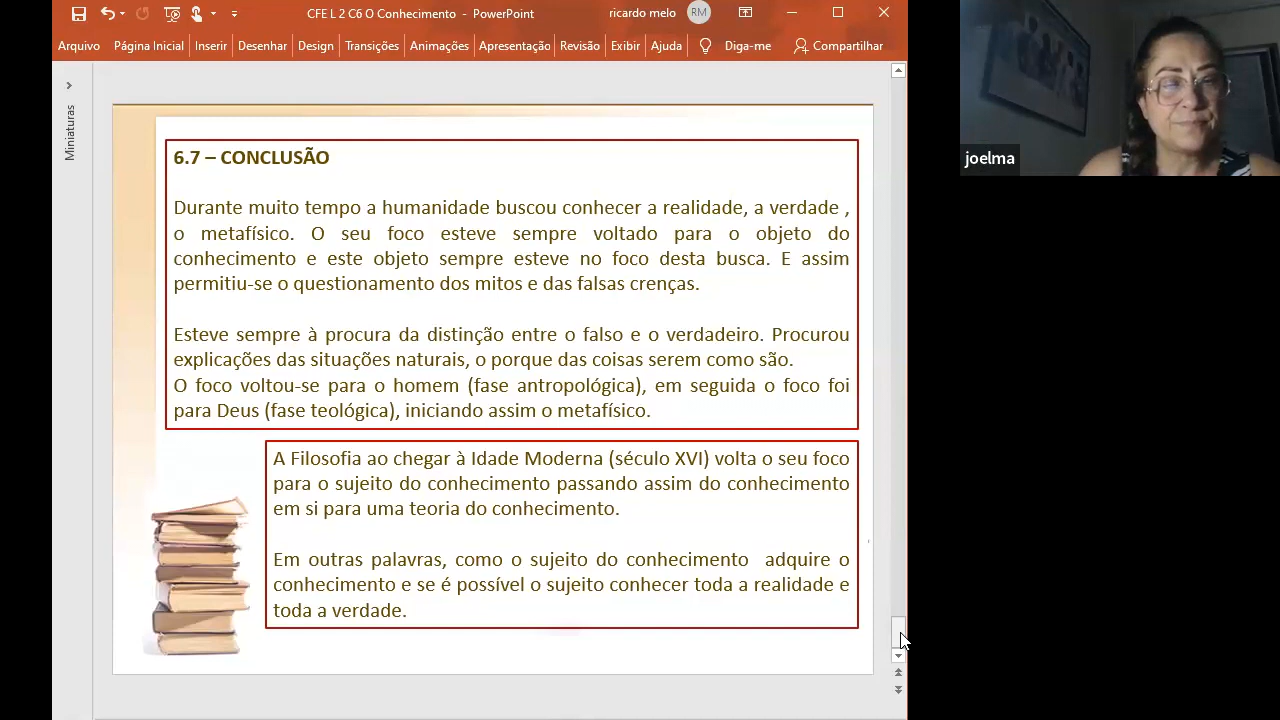 CFE L 2 C6 O Conhecimento - PowerPoint
ricardo melo
RM
Arquivo Página Inicial Inserir Desenhar Design Transições Animações Apresentação Revisão Exibir Ajuda Diga-me Compartilhar
Miniaturas
joelma
6.7 – CONCLUSÃO
Durante muito tempo a humanidade buscou conhecer a realidade, a verdade ,
o metafísico. O seu foco esteve sempre voltado para o objeto do
conhecimento e este objeto sempre esteve no foco desta busca. E assim
permitiu-se o questionamento dos mitos e das falsas crenças.
Esteve sempre à procura da distinção entre o falso e o verdadeiro. Procurou
explicações das situações naturais, o porque das coisas serem como são.
O foco voltou-se para o homem (fase antropológica), em seguida o foco foi
para Deus (fase teológica), iniciando assim o metafísico.
A Filosofia ao chegar à Idade Moderna (século XVI) volta o seu foco
para o sujeito do conhecimento passando assim do conhecimento
em si para uma teoria do conhecimento.
Em outras palavras, como o sujeito do conhecimento adquire o
conhecimento e se é possível o sujeito conhecer toda a realidade e
toda a verdade.